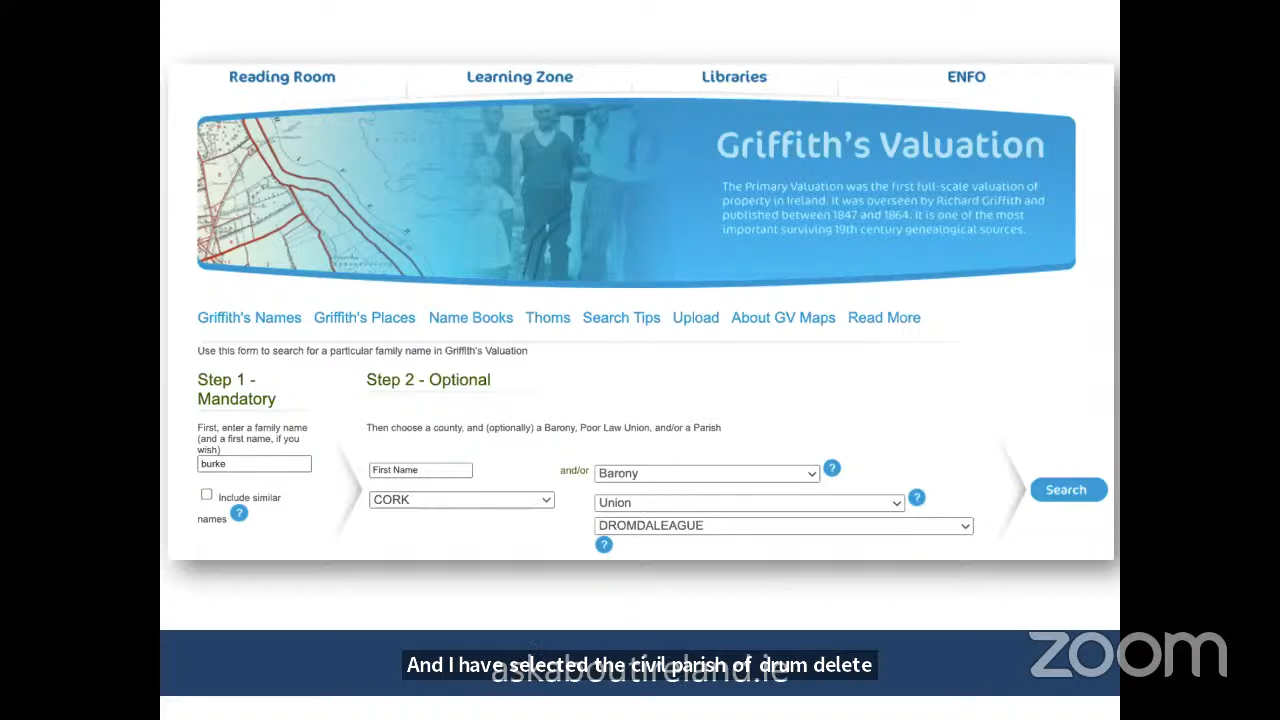 Reading Room Learning Zone Libraries ENFO
Griffith's Valuation
The Primary Valuation was the first full-scale valuation of
property in Ireland. It was overseen by Richard Griffith and
published between 1847 and 1864. It is one of the most
important surviving 19th century genealogical sources.
Griffith's Names Griffith's Places Name Books Thoms Search Tips Upload About GV Maps Read More
Use this form to search for a particular family name in Griffith's Valuation
Step 1 -
Mandatory
First, enter a family name
(and a first name, if you
wish)
burke
Include similar
names ?
Step 2 - Optional
Then choose a county, and (optionally) a Barony, Poor Law Union, and/or a Parish
First Name and/or Barony ?
CORK Union ?
DROMDALEAGUE
?
Search
And I have selected the civil parish of drum delete
askaboutireland.ie
zoom